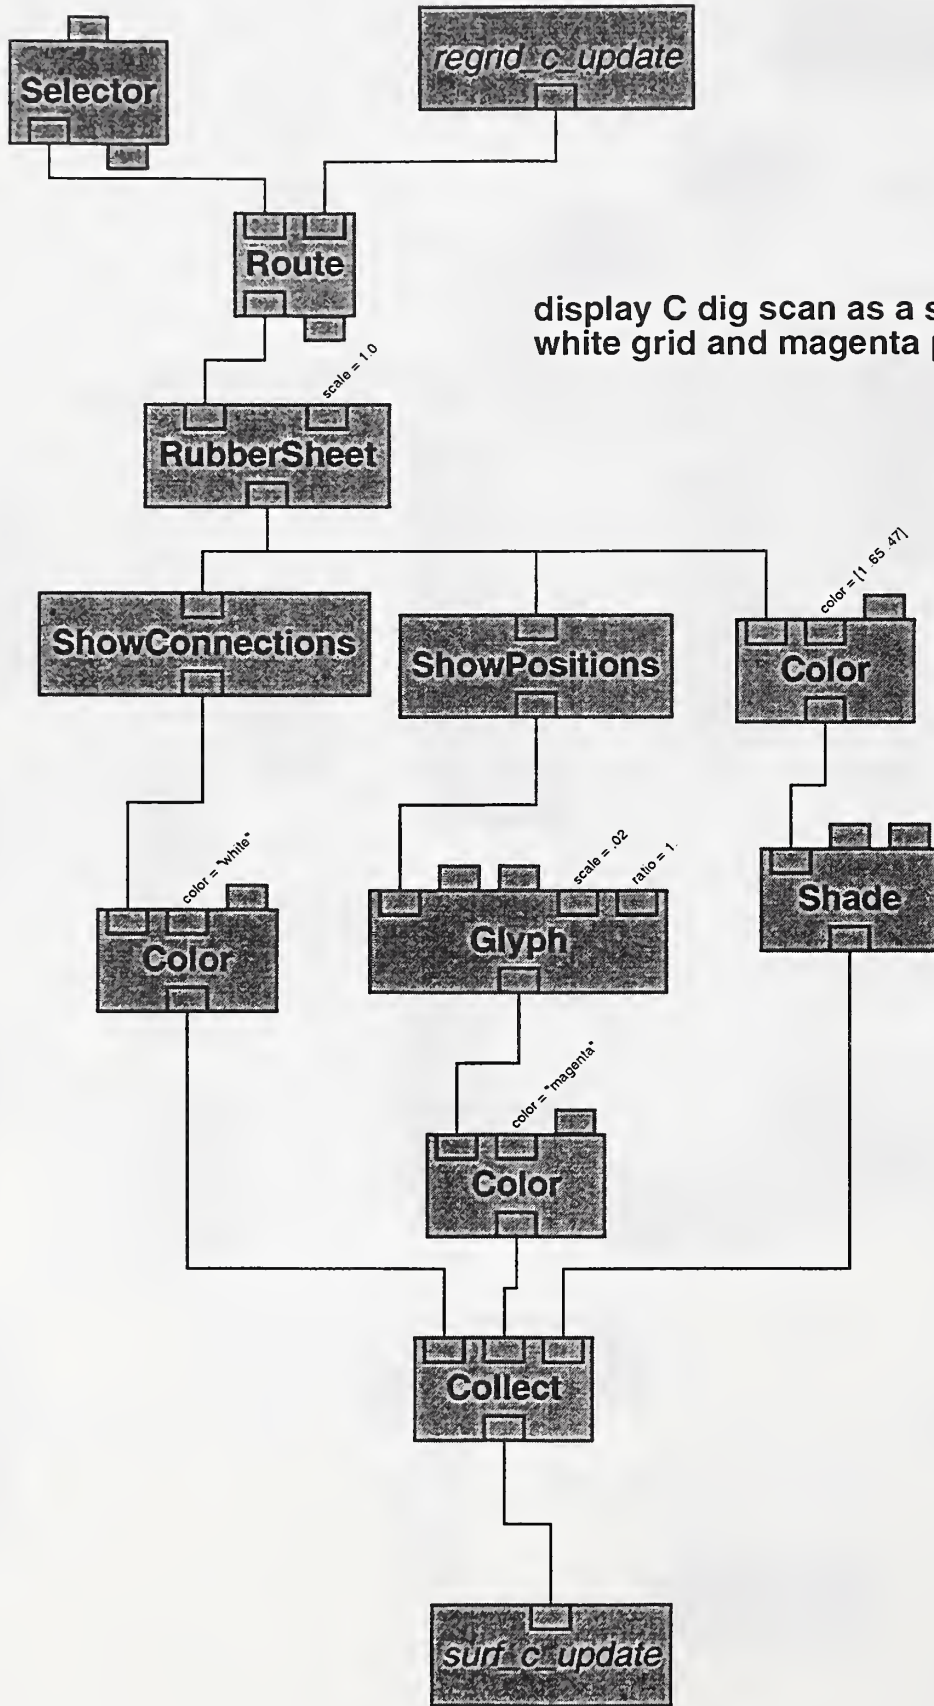 Selector
regrid_c_update
Route
display C dig scan as a s
white grid and magenta p
scale = 1.0
RubberSheet
color = [1 .65 .47]
ShowConnections
ShowPositions
Color
color = "white"
scale = .02
ratio = 1.
Color
Glyph
Shade
color = "magenta"
Color
Collect
surf_c_update